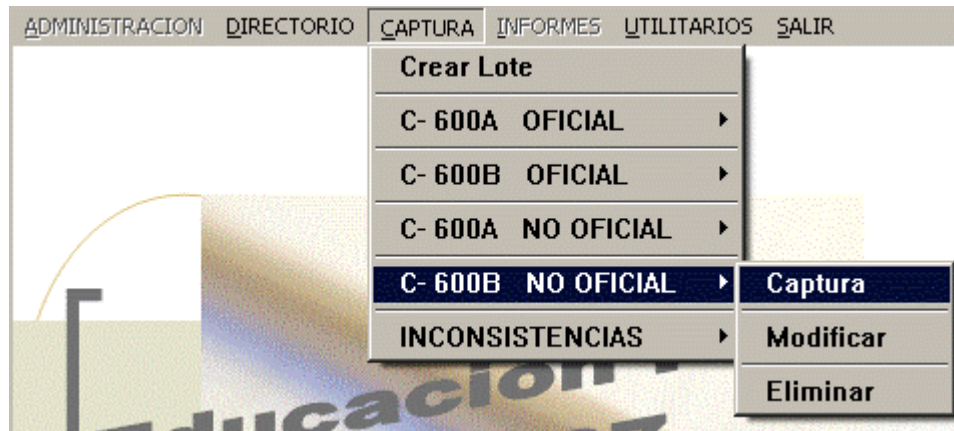 ADMINISTRACION DIRECTORIO CAPTURA INFORMES UTILITARIOS SALIR
Crear Lote
C- 600A OFICIAL
C- 600B OFICIAL
C- 600A NO OFICIAL
C- 600B NO OFICIAL
Captura
INCONSISTENCIAS
Modificar
Eliminar